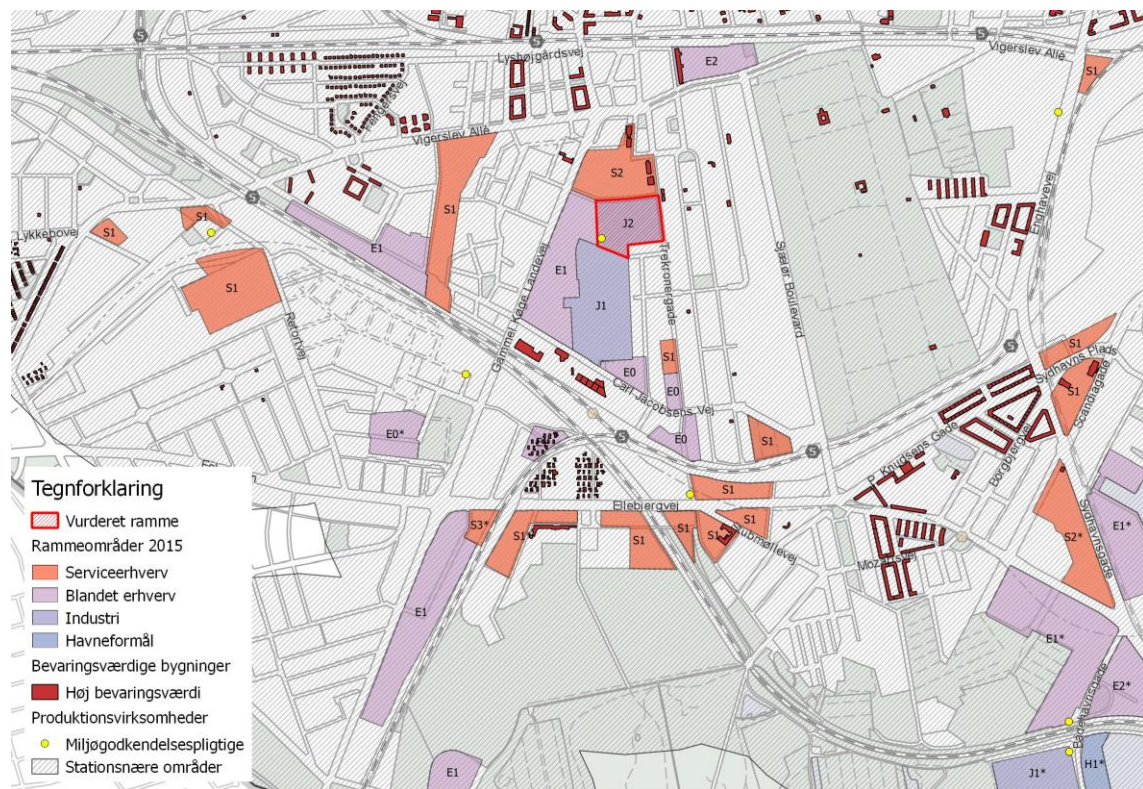 S
S
S
Lyshøjgårdsvej
Vigerslev Allé
E2
S1
Vigerslev Allé
S2
S1
Enghavevej
S
S1
J2
Lykkebovej
S1
E1
S1
Gammel Køge Landevej
E1
Trekronergade
Sjælør Boulevard
J1
Retortvej
S
Sydhavns Plads
S1
E0
S1
E0
Carl Jacobsens Vej
Scandiagade
E0*
S
E0
S1
S
P. Knudsens Gade
Borgbjergvej
S1
Ellebjergvej
S3*
S1
S1
S1
S1
Stubmøllevej
Mozartsvej
S2*
Sydhavnsgade
E1*
E1
E1*
E2*
Bådehavnsgade
E1
J1*
H1*
Tegnforklaring
Vurderet ramme
Rammeområder 2015
Serviceerhverv
Blandet erhverv
Industri
Havneformål
Bevaringsværdige bygninger
Høj bevaringsværdi
Produktionsvirksomheder
Miljøgodkendelsespligtige
Stationsnære områder